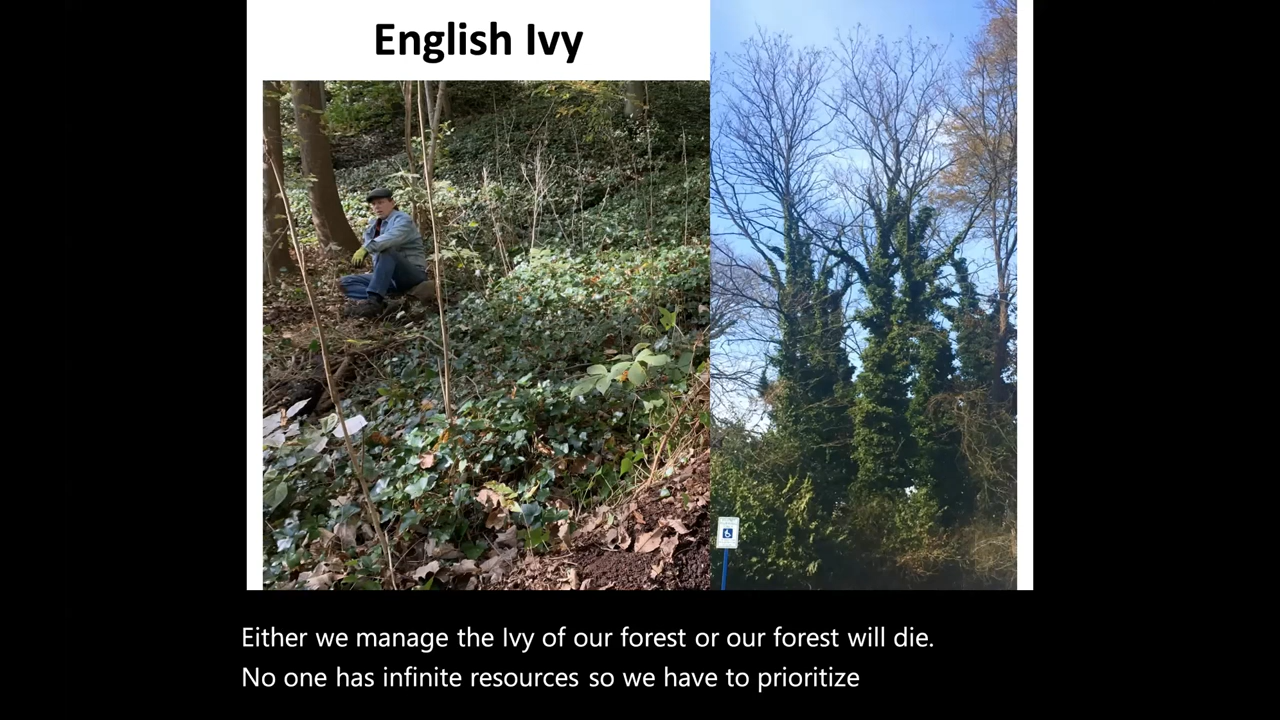 English Ivy
Either we manage the Ivy of our forest or our forest will die.
No one has infinite resources so we have to prioritize